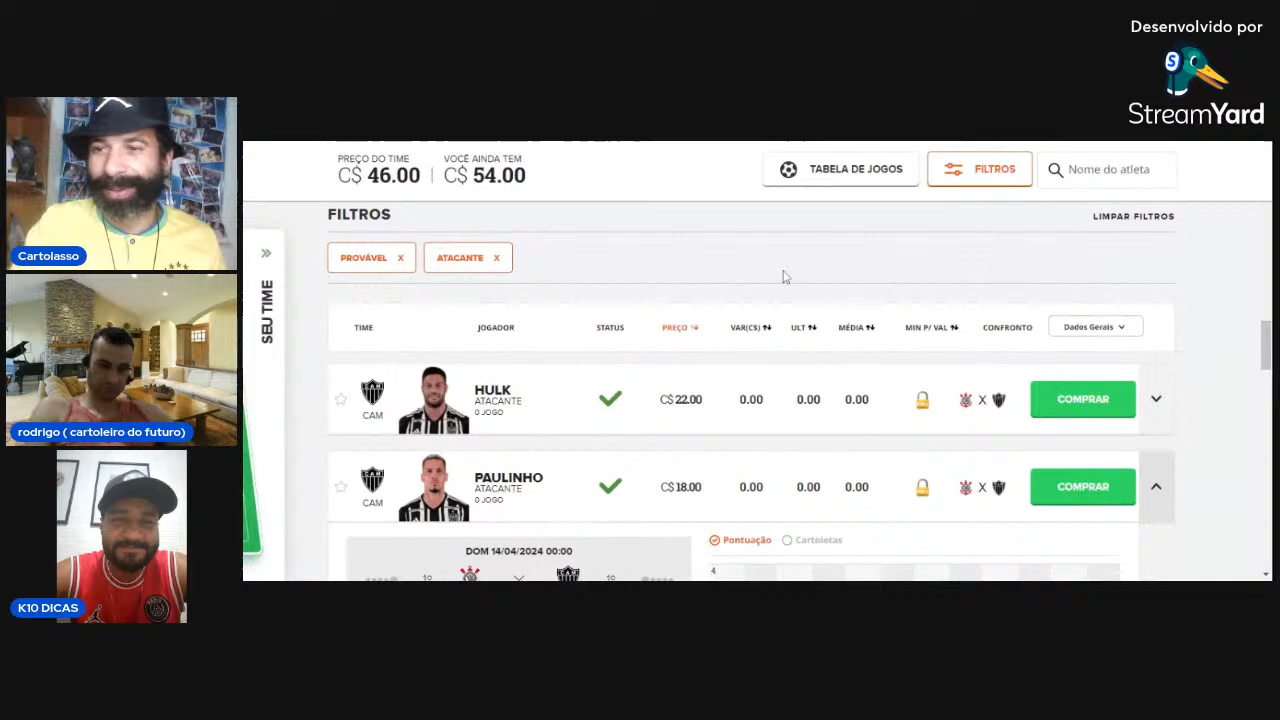 Desenvolvido por
S
StreamYard
Cartolasso
rodrigo ( cartoleiro do futuro)
K10 DICAS
PREÇO DO TIME
C$ 46.00
VOCÊ AINDA TEM
C$ 54.00
TABELA DE JOGOS
FILTROS
Nome do atleta
FILTROS
LIMPAR FILTROS
PROVÁVEL X
ATACANTE X
»
SEU TIME
TIME JOGADOR STATUS PREÇO VAR(C$) ULT MÉDIA MIN P/ VAL CONFRONTO Dados Gerais
CAM
HULK
ATACANTE
0 JOGO
C$ 22.00 0.00 0.00 0.00 X COMPRAR
CAM
PAULINHO
ATACANTE
0 JOGO
C$ 18.00 0.00 0.00 0.00 X COMPRAR
DOM 14/04/2024 00:00
1º 1º
Pontuação Cartoletas
4